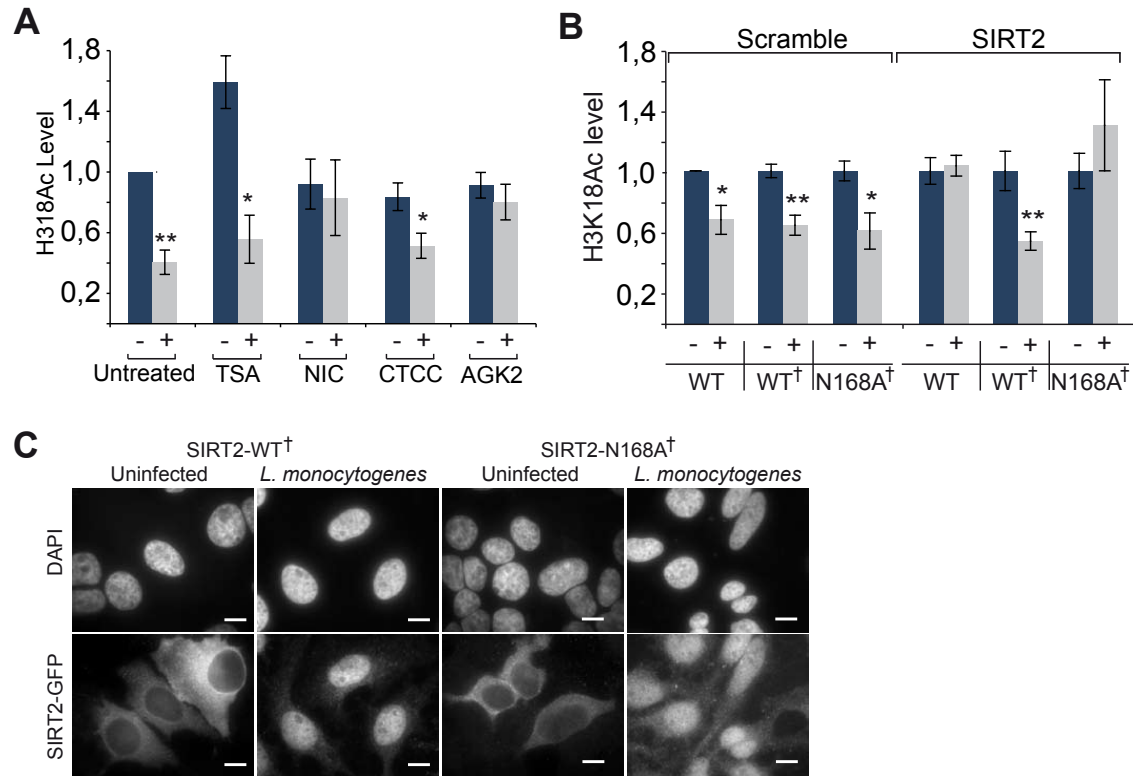 A
H318Ac Level
1,8
1,4
1,0
0,6
0,2
** * *
- + - + - + - + - +
Untreated TSA NIC CTCC AGK2
B
Scramble SIRT2
H3K18Ac level
1,8
1,4
1,0
0,6
0,2
* ** * **
- + - + - + - + - + - +
WT WT† N168A† WT WT† N168A†
C
SIRT2-WT† SIRT2-N168A†
Uninfected L. monocytogenes Uninfected L. monocytogenes
DAPI
SIRT2-GFP